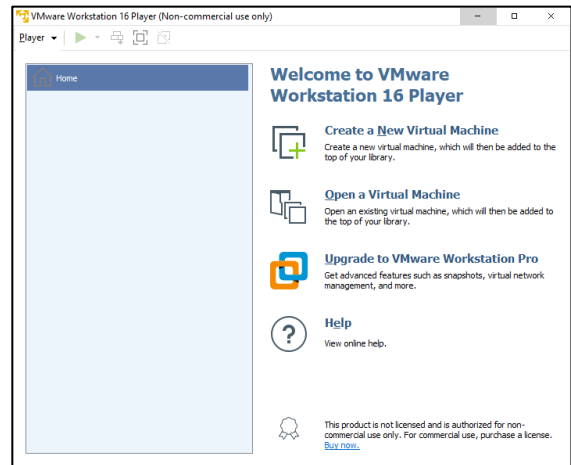 VMware Workstation 16 Player (Non-commercial use only)
Player
Home
Welcome to VMware
Workstation 16 Player
Create a New Virtual Machine
Create a new virtual machine, which will then be added to the
top of your library.
Open a Virtual Machine
Open an existing virtual machine, which will then be added to
the top of your library.
Upgrade to VMware Workstation Pro
Get advanced features such as snapshots, virtual network
management, and more.
Help
View online help.
This product is not licensed and is authorized for non-
commercial use only. For commercial use, purchase a license.
Buy now.